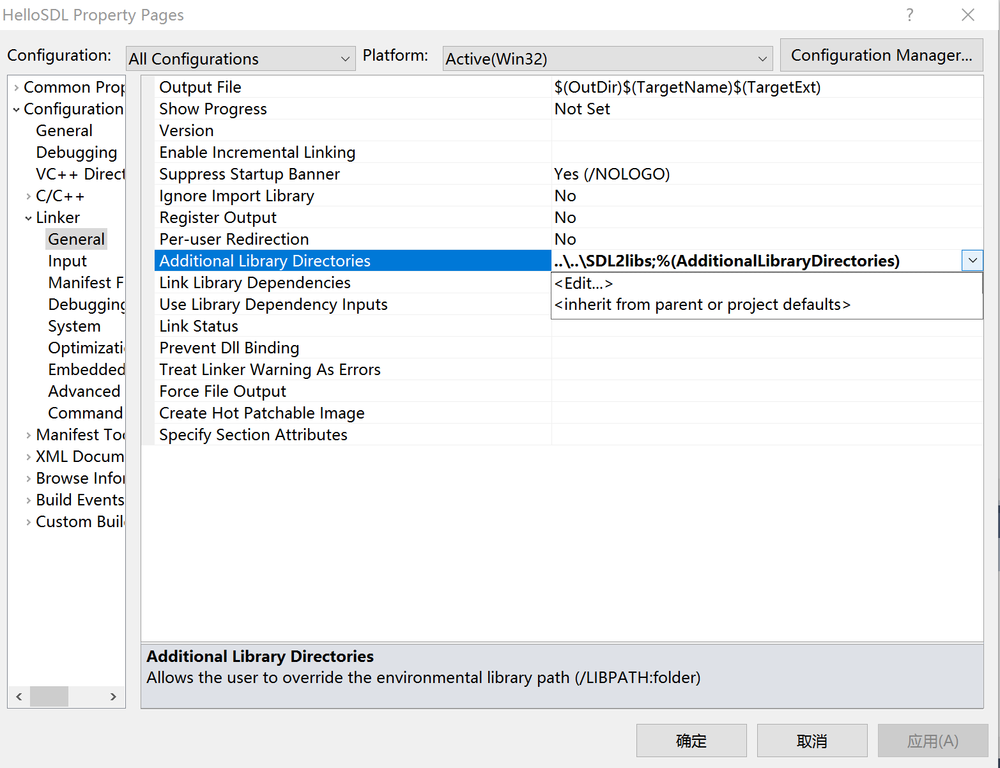 HelloSDL Property Pages
?
Configuration:
All Configurations
Platform:
Active(Win32)
Configuration Manager...
Common Prop
Configuration
General
Debugging
VC++ Direct
C/C++
Linker
General
Input
Manifest F
Debugging
System
Optimizati
Embedded
Advanced
Command
Manifest Too
XML Docum
Browse Infor
Build Events
Custom Buil
Output File $(OutDir)$(TargetName)$(TargetExt)
Show Progress Not Set
Version
Enable Incremental Linking
Suppress Startup Banner Yes (/NOLOGO)
Ignore Import Library No
Register Output No
Per-user Redirection No
Additional Library Directories ..\..\SDL2libs;%(AdditionalLibraryDirectories)
Link Library Dependencies <Edit...>
Use Library Dependency Inputs <inherit from parent or project defaults>
Link Status
Prevent Dll Binding
Treat Linker Warning As Errors
Force File Output
Create Hot Patchable Image
Specify Section Attributes
Additional Library Directories
Allows the user to override the environmental library path (/LIBPATH:folder)
确定
取消
应用(A)